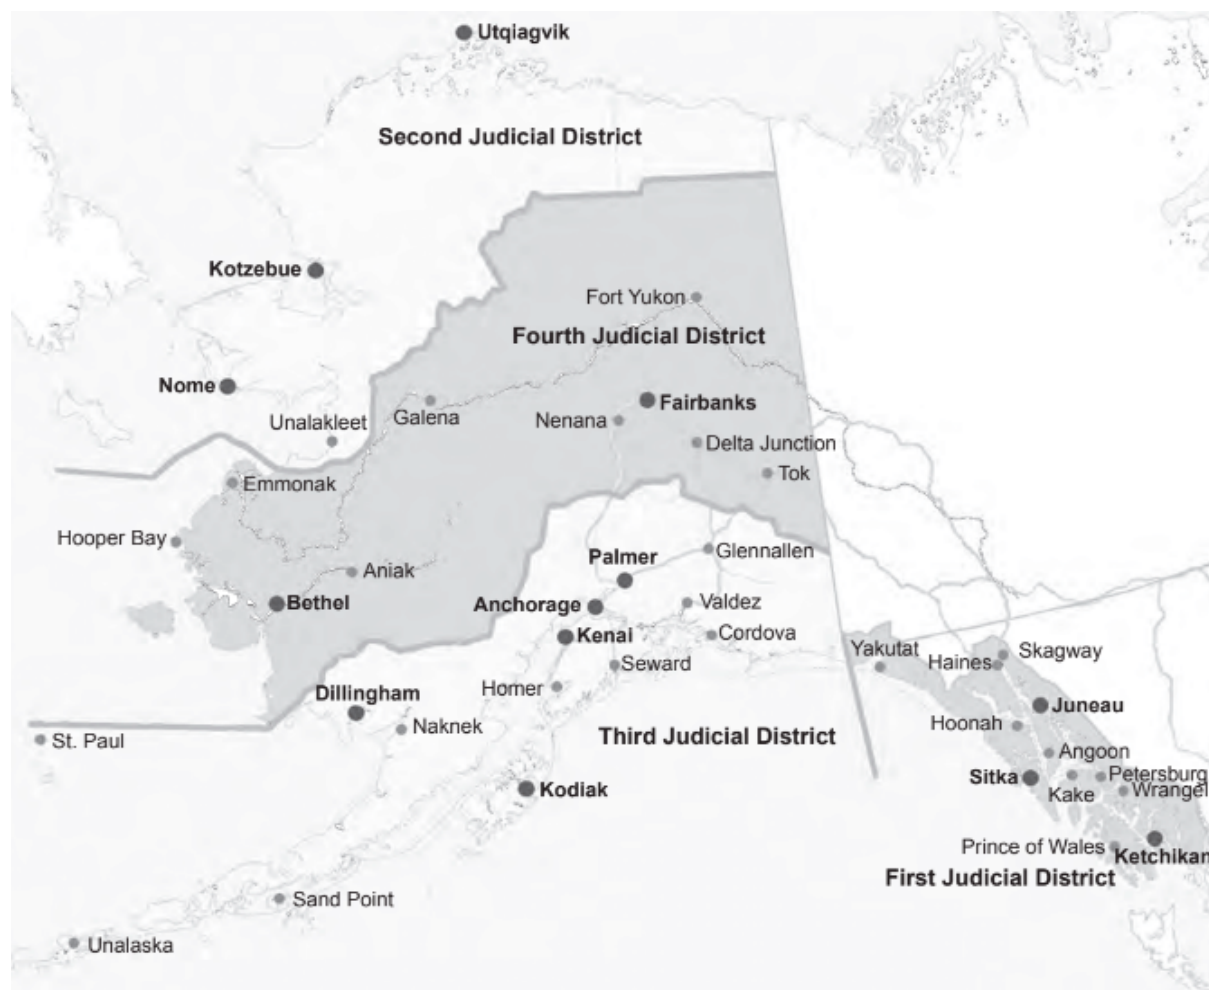 Utqiagvik
Second Judicial District
Kotzebue
Fort Yukon
Fourth Judicial District
Nome
Galena
Fairbanks
Unalakleet
Nenana
Delta Junction
Tok
Emmonak
Hooper Bay
Aniak
Palmer
Glennallen
Bethel
Anchorage
Valdez
Kenai
Cordova
Yakutat
Haines
Skagway
Seward
Homer
Dillingham
Juneau
Naknek
Hoonah
St. Paul
Third Judicial District
Angoon
Sitka
Petersburg
Kake
Wrangel
Kodiak
Prince of Wales
Ketchikan
First Judicial District
Sand Point
Unalaska